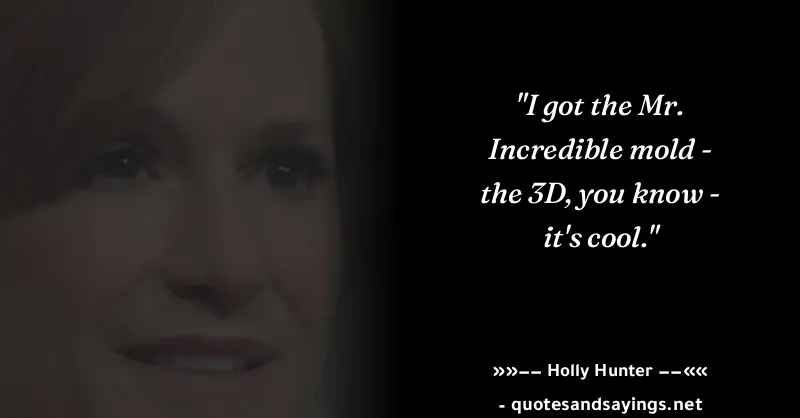 "I got the Mr.
Incredible mold -
the 3D, you know -
it's cool."
»»−− Holly Hunter −−««
- quotesandsayings.net